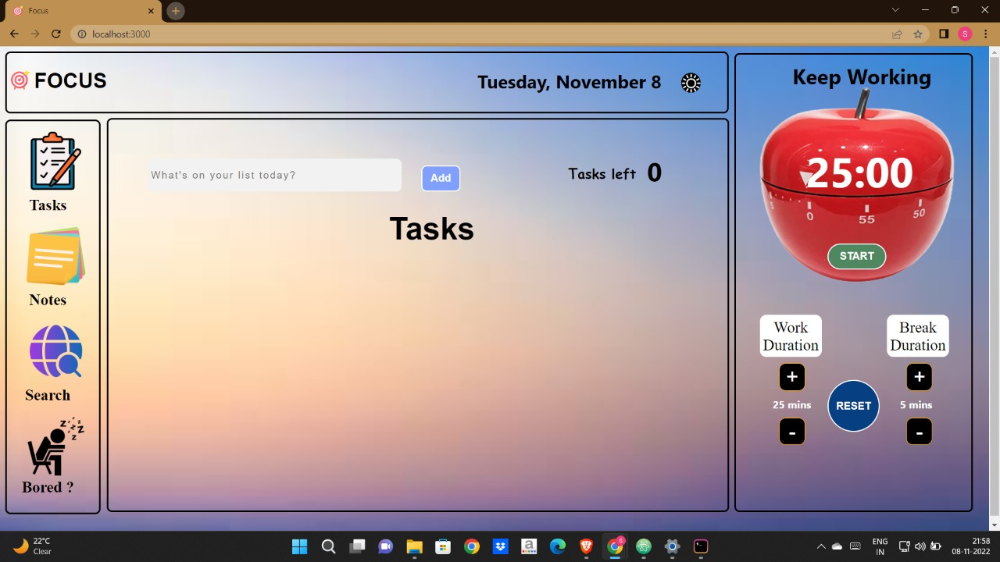 Focus
localhost:3000
S
FOCUS
Tuesday, November 8
Keep Working
Tasks
Notes
Search
Bored ?
What's on your list today?
Add
Tasks left 0
Tasks
25:00
5
0
55
50
START
Work
Duration
Break
Duration
+
+
25 mins
RESET
5 mins
-
-
22°C
Clear
ENG
IN
21:58
08-11-2022